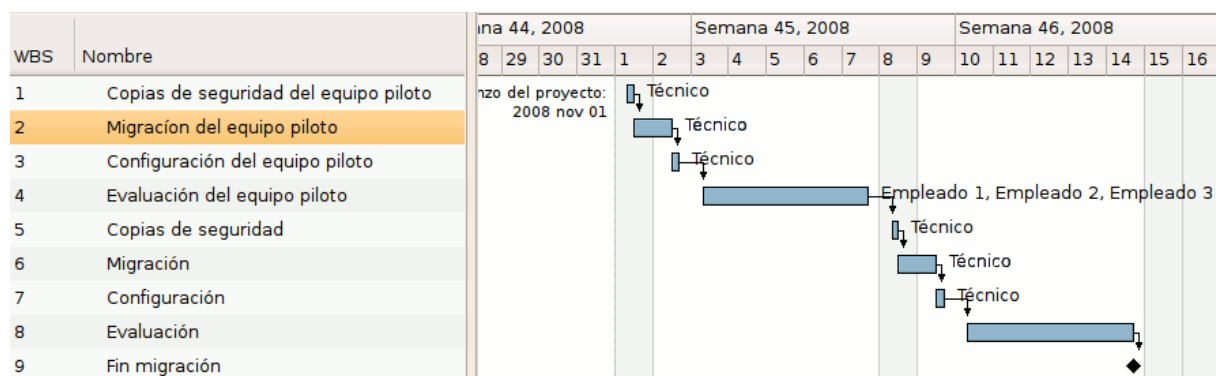 ına 44, 2008 Semana 45, 2008 Semana 46, 2008
WBS Nombre 8 29 30 31 1 2 3 4 5 6 7 8 9 10 11 12 13 14 15 16
1 Copias de seguridad del equipo piloto nzo del proyecto: Técnico
2008 nov 01
2 Migracíon del equipo piloto Técnico
3 Configuración del equipo piloto Técnico
4 Evaluación del equipo piloto Empleado 1, Empleado 2, Empleado 3
5 Copias de seguridad Técnico
6 Migración Técnico
7 Configuración Técnico
8 Evaluación
9 Fin migración